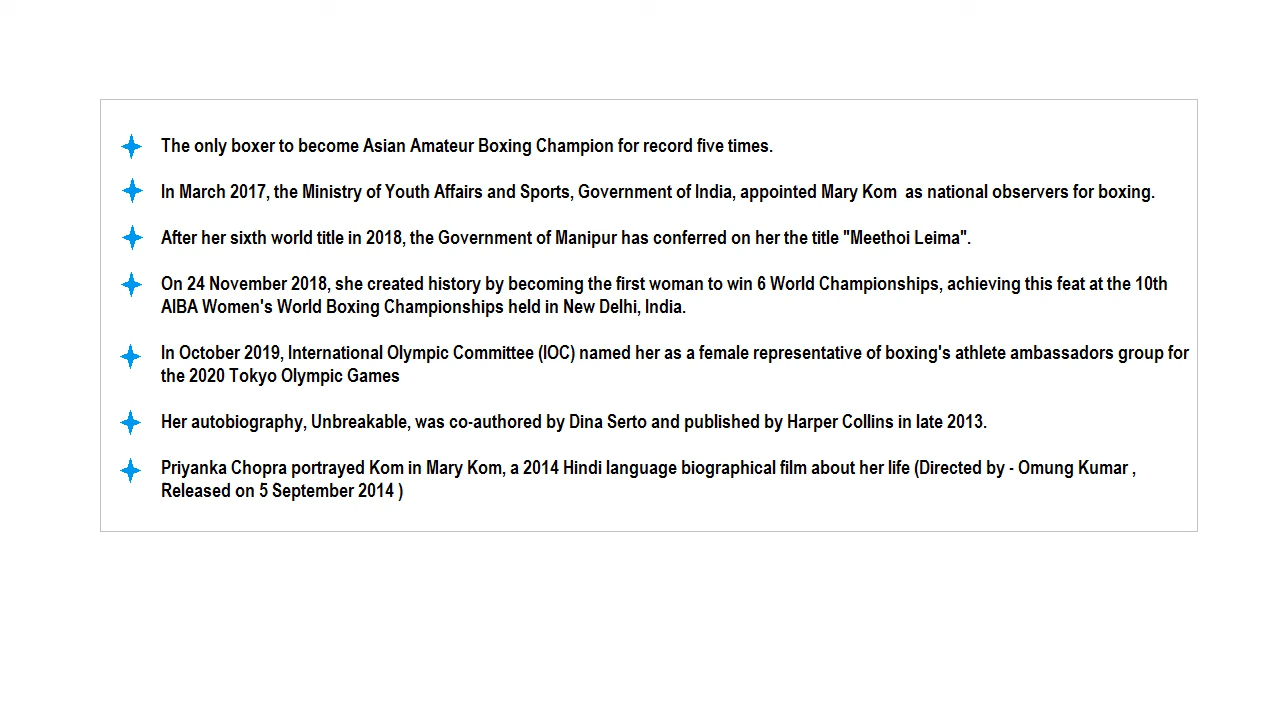 The only boxer to become Asian Amateur Boxing Champion for record five times.
In March 2017, the Ministry of Youth Affairs and Sports, Government of India, appointed Mary Kom  as national observers for boxing.
After her sixth world title in 2018, the Government of Manipur has conferred on her the title "Meethoi Leima".
On 24 November 2018, she created history by becoming the first woman to win 6 World Championships, achieving this feat at the 10th
AIBA Women's World Boxing Championships held in New Delhi, India.
In October 2019, International Olympic Committee (IOC) named her as a female representative of boxing's athlete ambassadors group for
the 2020 Tokyo Olympic Games
Her autobiography, Unbreakable, was co-authored by Dina Serto and published by Harper Collins in late 2013.
Priyanka Chopra portrayed Kom in Mary Kom, a 2014 Hindi language biographical film about her life (Directed by - Omung Kumar ,
Released on 5 September 2014 )